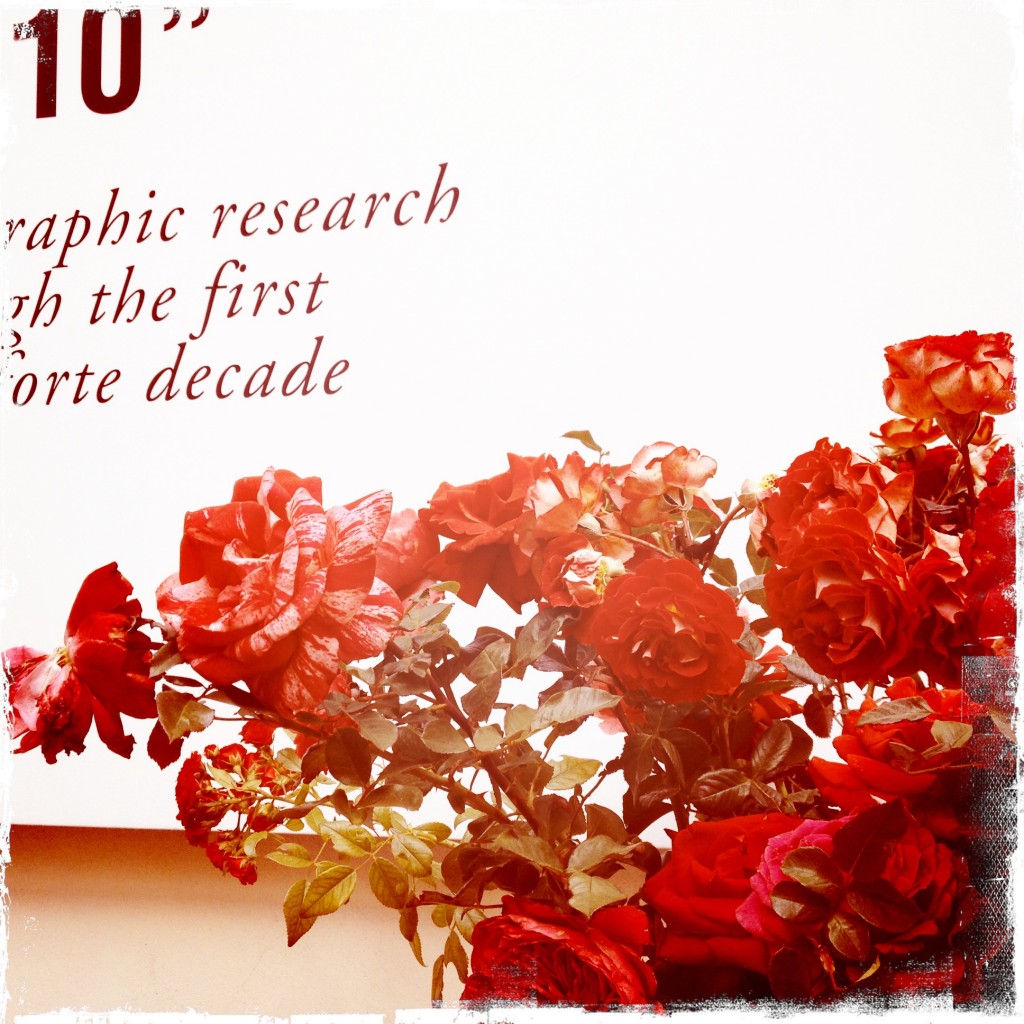 10”
raphic research
gh the first
orte decade